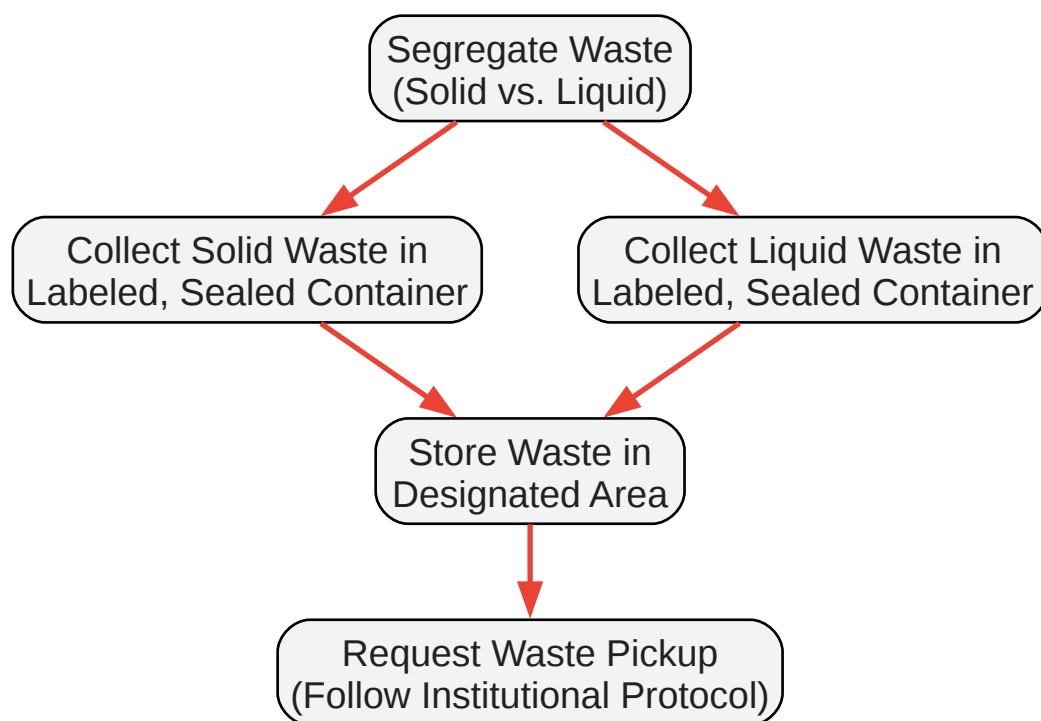 Segregate Waste
(Solid vs. Liquid)
Collect Solid Waste in
Labeled, Sealed Container
Collect Liquid Waste in
Labeled, Sealed Container
Store Waste in
Designated Area
Request Waste Pickup
(Follow Institutional Protocol)